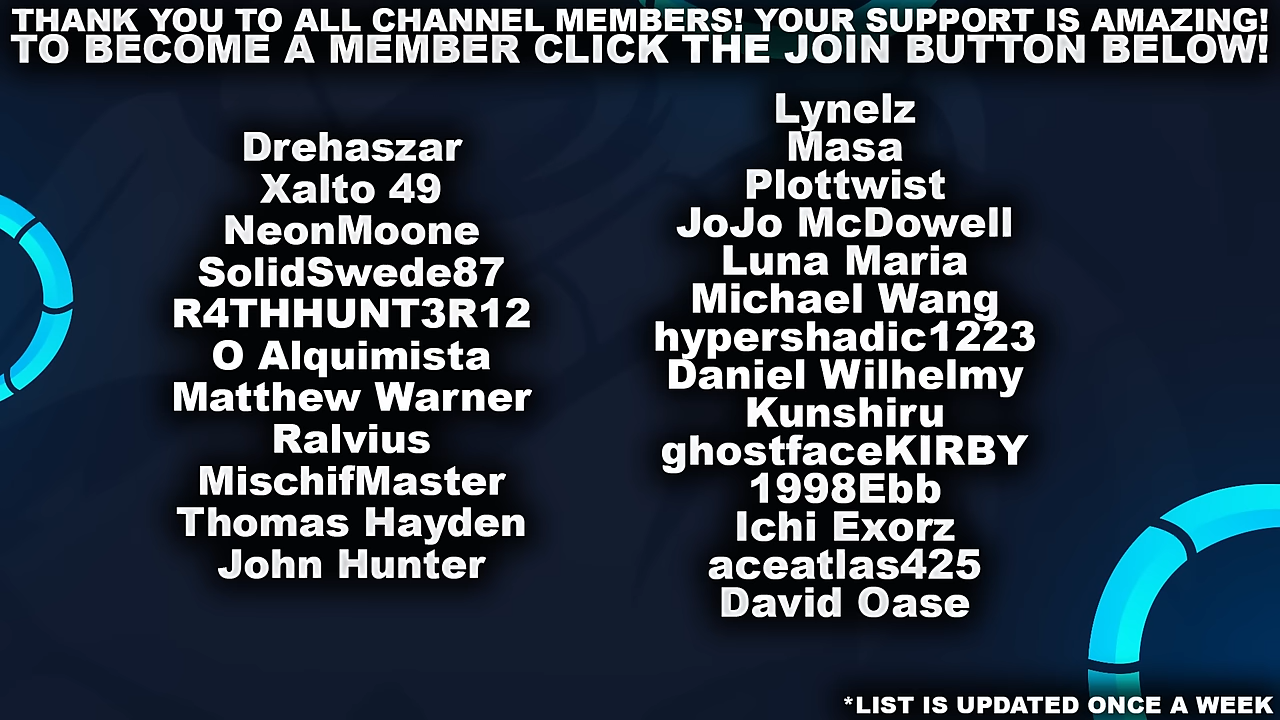 THANK YOU TO ALL CHANNEL MEMBERS! YOUR SUPPORT IS AMAZING!
TO BECOME A MEMBER CLICK THE JOIN BUTTON BELOW!
Drehaszar
Xalto 49
NeonMoone
SolidSwede87
R4THHUNT3R12
O Alquimista
Matthew Warner
Ralvius
MischifMaster
Thomas Hayden
John Hunter
Lynelz
Masa
Plottwist
JoJo McDowell
Luna Maria
Michael Wang
hypershadic1223
Daniel Wilhelmy
Kunshiru
ghostfaceKIRBY
1998Ebb
Ichi Exorz
aceatlas425
David Oase
*LIST IS UPDATED ONCE A WEEK